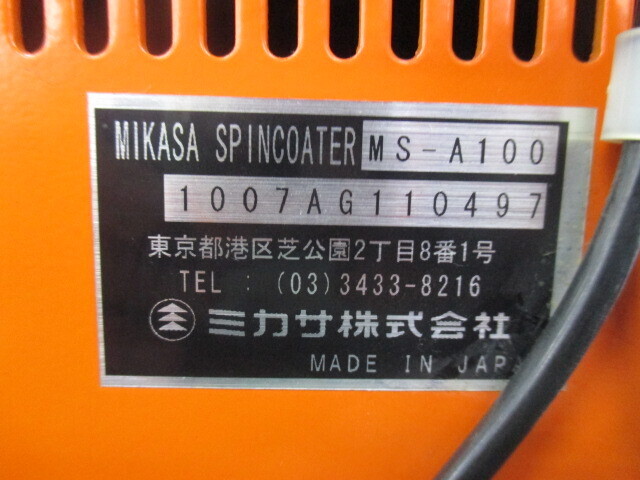 MIKASA SPINCOATER MS-A100
1007AG110497
東京都港区芝公園2丁目8番1号
TEL : (03)3433-8216
ミカサ株式会社
MADE IN JAPA